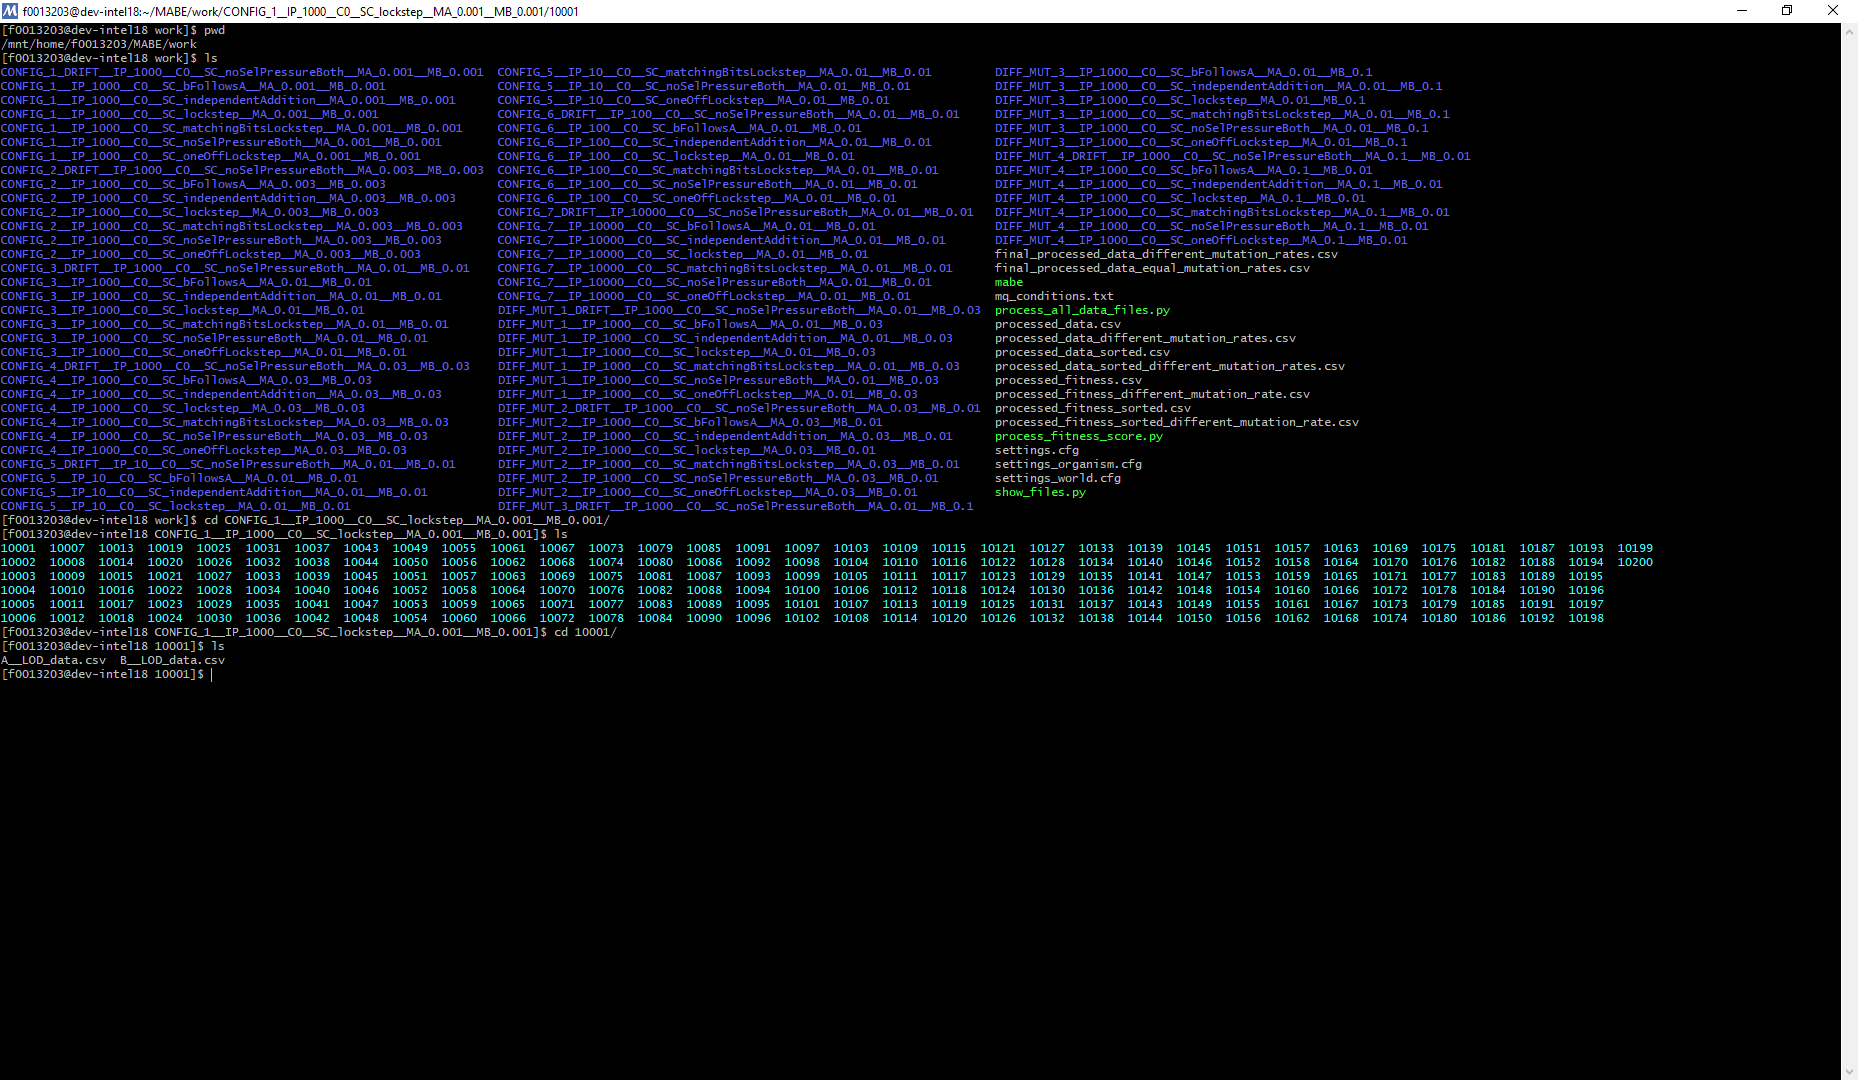 f0013203@dev-intel18:~/MABE/work/CONFIG_1__IP_1000__C0__SC_lockstep__MA_0.001__MB_0.001/10001
[f0013203@dev-intel18 work]$ pwd
/mnt/home/f0013203/MABE/work
[f0013203@dev-intel18 work]$ ls
CONFIG_1_DRIFT__IP_1000__C0__SC_noSelPressureBoth__MA_0.001__MB_0.001 CONFIG_5__IP_10__C0__SC_matchingBitsLockstep__MA_0.01__MB_0.01 DIFF_MUT_3__IP_1000__C0__SC_bFollowsA__MA_0.01__MB_0.1
CONFIG_1__IP_1000__C0__SC_bFollowsA__MA_0.001__MB_0.001 CONFIG_5__IP_10__C0__SC_noSelPressureBoth__MA_0.01__MB_0.01 DIFF_MUT_3__IP_1000__C0__SC_independentAddition__MA_0.01__MB_0.1
CONFIG_1__IP_1000__C0__SC_independentAddition__MA_0.001__MB_0.001 CONFIG_5__IP_10__C0__SC_oneOffLockstep__MA_0.01__MB_0.01 DIFF_MUT_3__IP_1000__C0__SC_lockstep__MA_0.01__MB_0.1
CONFIG_1__IP_1000__C0__SC_lockstep__MA_0.001__MB_0.001 CONFIG_6_DRIFT__IP_100__C0__SC_noSelPressureBoth__MA_0.01__MB_0.01 DIFF_MUT_3__IP_1000__C0__SC_matchingBitsLockstep__MA_0.01__MB_0.1
CONFIG_1__IP_1000__C0__SC_matchingBitsLockstep__MA_0.001__MB_0.001 CONFIG_6__IP_100__C0__SC_bFollowsA__MA_0.01__MB_0.01 DIFF_MUT_3__IP_1000__C0__SC_noSelPressureBoth__MA_0.01__MB_0.1
CONFIG_1__IP_1000__C0__SC_noSelPressureBoth__MA_0.001__MB_0.001 CONFIG_6__IP_100__C0__SC_independentAddition__MA_0.01__MB_0.01 DIFF_MUT_3__IP_1000__C0__SC_oneOffLockstep__MA_0.01__MB_0.1
CONFIG_1__IP_1000__C0__SC_oneOffLockstep__MA_0.001__MB_0.001 CONFIG_6__IP_100__C0__SC_lockstep__MA_0.01__MB_0.01 DIFF_MUT_4_DRIFT__IP_1000__C0__SC_noSelPressureBoth__MA_0.1__MB_0.01
CONFIG_2_DRIFT__IP_1000__C0__SC_noSelPressureBoth__MA_0.003__MB_0.003 CONFIG_6__IP_100__C0__SC_matchingBitsLockstep__MA_0.01__MB_0.01 DIFF_MUT_4__IP_1000__C0__SC_bFollowsA__MA_0.1__MB_0.01
CONFIG_2__IP_1000__C0__SC_bFollowsA__MA_0.003__MB_0.003 CONFIG_6__IP_100__C0__SC_noSelPressureBoth__MA_0.01__MB_0.01 DIFF_MUT_4__IP_1000__C0__SC_independentAddition__MA_0.1__MB_0.01
CONFIG_2__IP_1000__C0__SC_independentAddition__MA_0.003__MB_0.003 CONFIG_6__IP_100__C0__SC_oneOffLockstep__MA_0.01__MB_0.01 DIFF_MUT_4__IP_1000__C0__SC_lockstep__MA_0.1__MB_0.01
CONFIG_2__IP_1000__C0__SC_lockstep__MA_0.003__MB_0.003 CONFIG_7_DRIFT__IP_10000__C0__SC_noSelPressureBoth__MA_0.01__MB_0.01 DIFF_MUT_4__IP_1000__C0__SC_matchingBitsLockstep__MA_0.1__MB_0.01
CONFIG_2__IP_1000__C0__SC_matchingBitsLockstep__MA_0.003__MB_0.003 CONFIG_7__IP_10000__C0__SC_bFollowsA__MA_0.01__MB_0.01 DIFF_MUT_4__IP_1000__C0__SC_noSelPressureBoth__MA_0.1__MB_0.01
CONFIG_2__IP_1000__C0__SC_noSelPressureBoth__MA_0.003__MB_0.003 CONFIG_7__IP_10000__C0__SC_independentAddition__MA_0.01__MB_0.01 DIFF_MUT_4__IP_1000__C0__SC_oneOffLockstep__MA_0.1__MB_0.01
CONFIG_2__IP_1000__C0__SC_oneOffLockstep__MA_0.003__MB_0.003 CONFIG_7__IP_10000__C0__SC_lockstep__MA_0.01__MB_0.01 final_processed_data_different_mutation_rates.csv
CONFIG_3_DRIFT__IP_1000__C0__SC_noSelPressureBoth__MA_0.01__MB_0.01 CONFIG_7__IP_10000__C0__SC_matchingBitsLockstep__MA_0.01__MB_0.01 final_processed_data_equal_mutation_rates.csv
CONFIG_3__IP_1000__C0__SC_bFollowsA__MA_0.01__MB_0.01 CONFIG_7__IP_10000__C0__SC_noSelPressureBoth__MA_0.01__MB_0.01 mabe
CONFIG_3__IP_1000__C0__SC_independentAddition__MA_0.01__MB_0.01 CONFIG_7__IP_10000__C0__SC_oneOffLockstep__MA_0.01__MB_0.01 mq_conditions.txt
CONFIG_3__IP_1000__C0__SC_lockstep__MA_0.01__MB_0.01 DIFF_MUT_1_DRIFT__IP_1000__C0__SC_noSelPressureBoth__MA_0.01__MB_0.03 process_all_data_files.py
CONFIG_3__IP_1000__C0__SC_matchingBitsLockstep__MA_0.01__MB_0.01 DIFF_MUT_1__IP_1000__C0__SC_bFollowsA__MA_0.01__MB_0.03 processed_data.csv
CONFIG_3__IP_1000__C0__SC_noSelPressureBoth__MA_0.01__MB_0.01 DIFF_MUT_1__IP_1000__C0__SC_independentAddition__MA_0.01__MB_0.03 processed_data_different_mutation_rates.csv
CONFIG_3__IP_1000__C0__SC_oneOffLockstep__MA_0.01__MB_0.01 DIFF_MUT_1__IP_1000__C0__SC_lockstep__MA_0.01__MB_0.03 processed_data_sorted.csv
CONFIG_4_DRIFT__IP_1000__C0__SC_noSelPressureBoth__MA_0.03__MB_0.03 DIFF_MUT_1__IP_1000__C0__SC_matchingBitsLockstep__MA_0.01__MB_0.03 processed_data_sorted_different_mutation_rates.csv
CONFIG_4__IP_1000__C0__SC_bFollowsA__MA_0.03__MB_0.03 DIFF_MUT_1__IP_1000__C0__SC_noSelPressureBoth__MA_0.01__MB_0.03 processed_fitness.csv
CONFIG_4__IP_1000__C0__SC_independentAddition__MA_0.03__MB_0.03 DIFF_MUT_1__IP_1000__C0__SC_oneOffLockstep__MA_0.01__MB_0.03 processed_fitness_different_mutation_rate.csv
CONFIG_4__IP_1000__C0__SC_lockstep__MA_0.03__MB_0.03 DIFF_MUT_2_DRIFT__IP_1000__C0__SC_noSelPressureBoth__MA_0.03__MB_0.01 processed_fitness_sorted.csv
CONFIG_4__IP_1000__C0__SC_matchingBitsLockstep__MA_0.03__MB_0.03 DIFF_MUT_2__IP_1000__C0__SC_bFollowsA__MA_0.03__MB_0.01 processed_fitness_sorted_different_mutation_rate.csv
CONFIG_4__IP_1000__C0__SC_noSelPressureBoth__MA_0.03__MB_0.03 DIFF_MUT_2__IP_1000__C0__SC_independentAddition__MA_0.03__MB_0.01 process_fitness_score.py
CONFIG_4__IP_1000__C0__SC_oneOffLockstep__MA_0.03__MB_0.03 DIFF_MUT_2__IP_1000__C0__SC_lockstep__MA_0.03__MB_0.01 settings.cfg
CONFIG_5_DRIFT__IP_10__C0__SC_noSelPressureBoth__MA_0.01__MB_0.01 DIFF_MUT_2__IP_1000__C0__SC_matchingBitsLockstep__MA_0.03__MB_0.01 settings_organism.cfg
CONFIG_5__IP_10__C0__SC_bFollowsA__MA_0.01__MB_0.01 DIFF_MUT_2__IP_1000__C0__SC_noSelPressureBoth__MA_0.03__MB_0.01 settings_world.cfg
CONFIG_5__IP_10__C0__SC_independentAddition__MA_0.01__MB_0.01 DIFF_MUT_2__IP_1000__C0__SC_oneOffLockstep__MA_0.03__MB_0.01 show_files.py
CONFIG_5__IP_10__C0__SC_lockstep__MA_0.01__MB_0.01 DIFF_MUT_3_DRIFT__IP_1000__C0__SC_noSelPressureBoth__MA_0.01__MB_0.1
[f0013203@dev-intel18 work]$ cd CONFIG_1__IP_1000__C0__SC_lockstep__MA_0.001__MB_0.001/
[f0013203@dev-intel18 CONFIG_1__IP_1000__C0__SC_lockstep__MA_0.001__MB_0.001]$ ls
10001 10007 10013 10019 10025 10031 10037 10043 10049 10055 10061 10067 10073 10079 10085 10091 10097 10103 10109 10115 10121 10127 10133 10139 10145 10151 10157 10163 10169 10175 10181 10187 10193 10199
10002 10008 10014 10020 10026 10032 10038 10044 10050 10056 10062 10068 10074 10080 10086 10092 10098 10104 10110 10116 10122 10128 10134 10140 10146 10152 10158 10164 10170 10176 10182 10188 10194 10200
10003 10009 10015 10021 10027 10033 10039 10045 10051 10057 10063 10069 10075 10081 10087 10093 10099 10105 10111 10117 10123 10129 10135 10141 10147 10153 10159 10165 10171 10177 10183 10189 10195
10004 10010 10016 10022 10028 10034 10040 10046 10052 10058 10064 10070 10076 10082 10088 10094 10100 10106 10112 10118 10124 10130 10136 10142 10148 10154 10160 10166 10172 10178 10184 10190 10196
10005 10011 10017 10023 10029 10035 10041 10047 10053 10059 10065 10071 10077 10083 10089 10095 10101 10107 10113 10119 10125 10131 10137 10143 10149 10155 10161 10167 10173 10179 10185 10191 10197
10006 10012 10018 10024 10030 10036 10042 10048 10054 10060 10066 10072 10078 10084 10090 10096 10102 10108 10114 10120 10126 10132 10138 10144 10150 10156 10162 10168 10174 10180 10186 10192 10198
[f0013203@dev-intel18 CONFIG_1__IP_1000__C0__SC_lockstep__MA_0.001__MB_0.001]$ cd 10001/
[f0013203@dev-intel18 10001]$ ls
A__LOD_data.csv B__LOD_data.csv
[f0013203@dev-intel18 10001]$